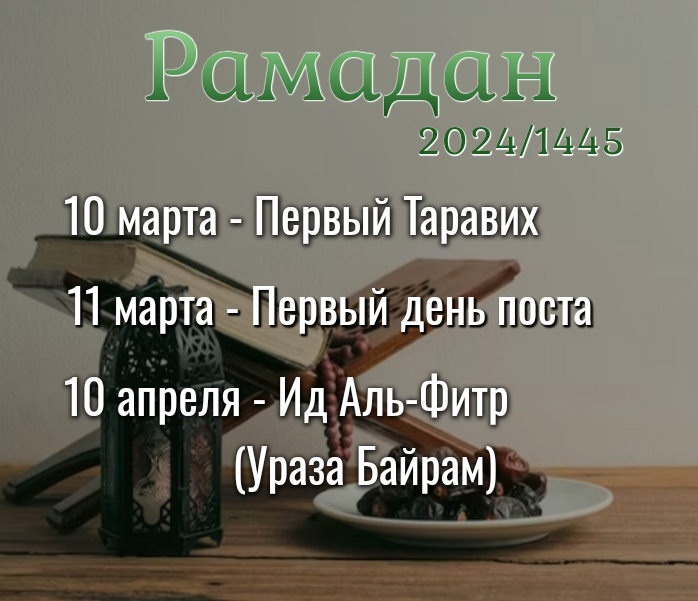 Рамадан
2024/1445
10 марта - Первый Таравих
11 марта - Первый день поста
10 апреля - Ид Аль-Фитр
(Ураза Байрам)